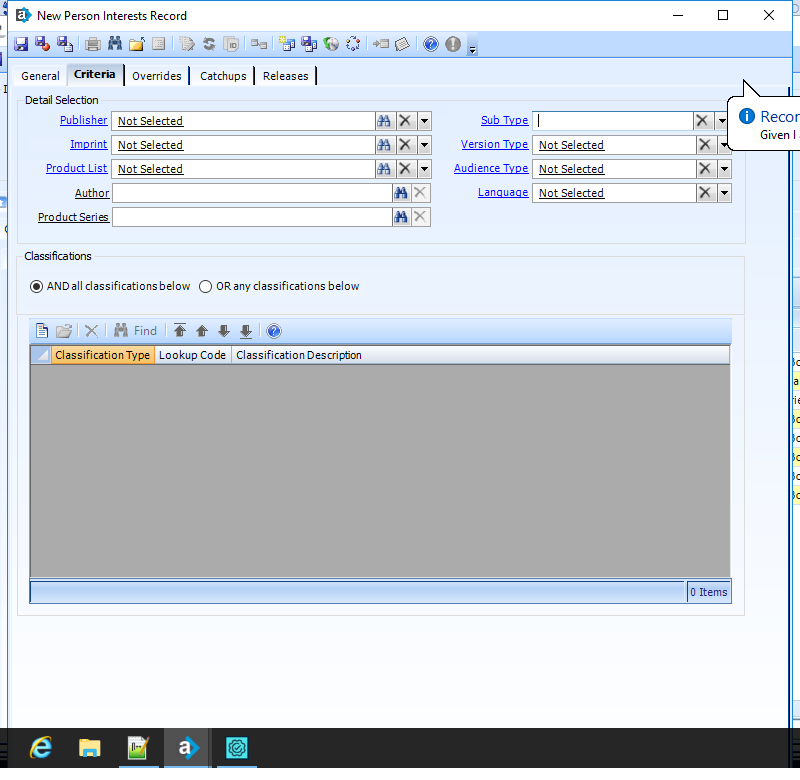 New Person Interests Record
General Criteria Overrides Catchups Releases
Detail Selection
Publisher Not Selected Sub Type
Imprint Not Selected Version Type Not Selected
Product List Not Selected Audience Type Not Selected
Author Language Not Selected
Product Series
Recor
Given I
Classifications
AND all classifications below OR any classifications below
Find
Classification Type Lookup Code Classification Description
0 Items